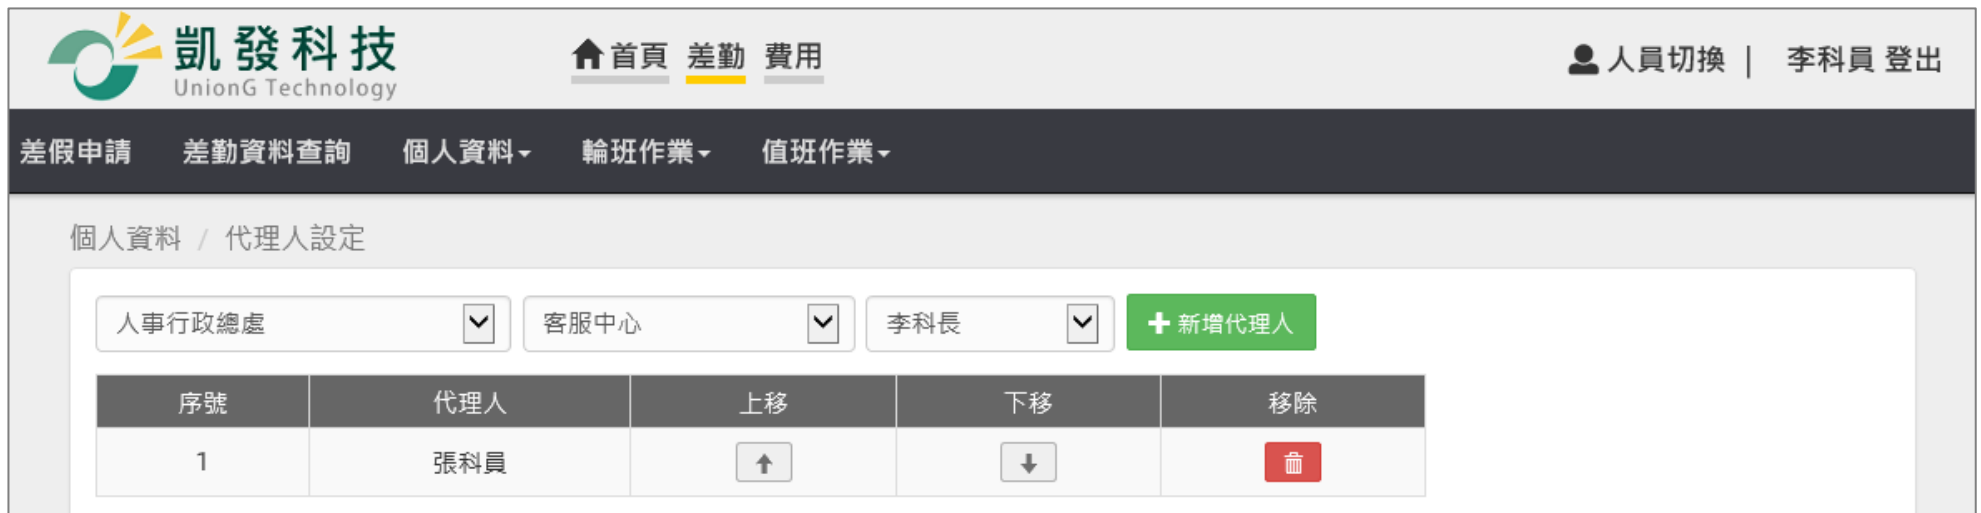 凱發科技
UnionG Technology
首頁 差勤 費用
人員切換 | 李科員 登出
差假申請 差勤資料查詢 個人資料 輪班作業 值班作業
個人資料 / 代理人設定
人事行政總處 客服中心 李科長 新增代理人
序號 代理人 上移 下移 移除
1 張科員